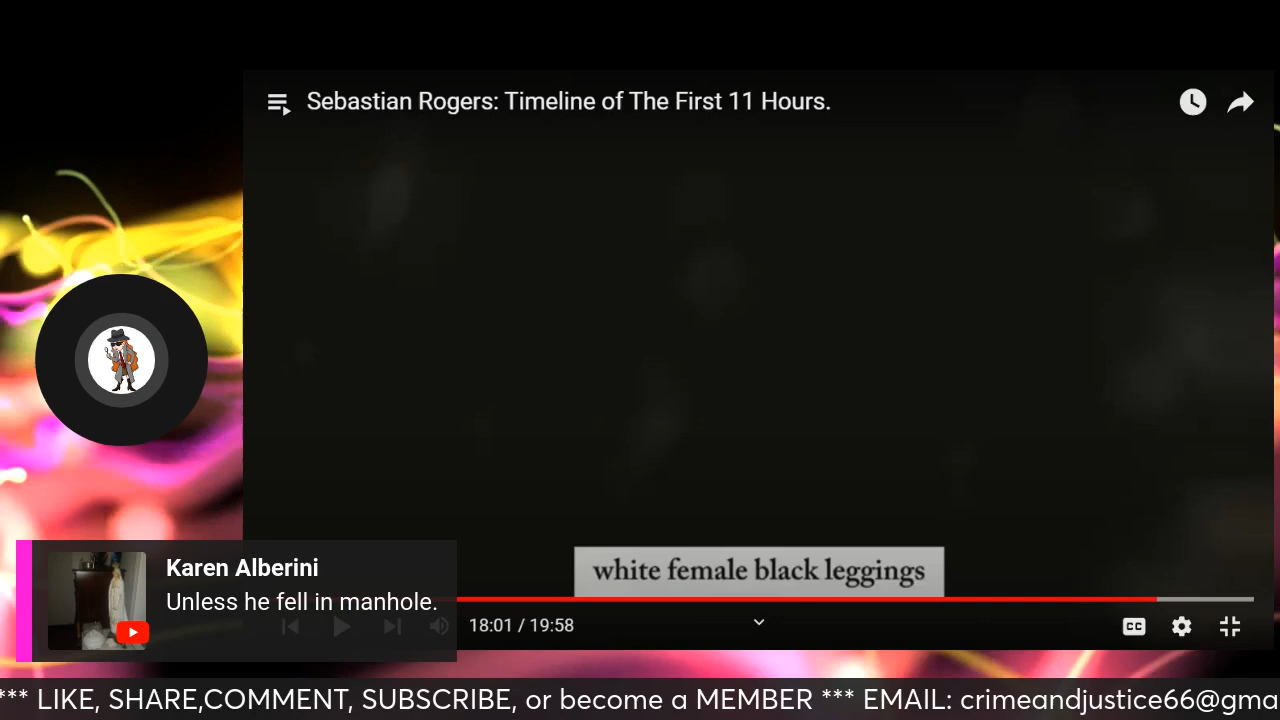 Sebastian Rogers: Timeline of The First 11 Hours.
white female black leggings
Karen Alberini
Unless he fell in manhole.
18:01 / 19:58
CC
*** LIKE, SHARE,COMMENT, SUBSCRIBE, or become a MEMBER *** EMAIL: crimeandjustice66@gma